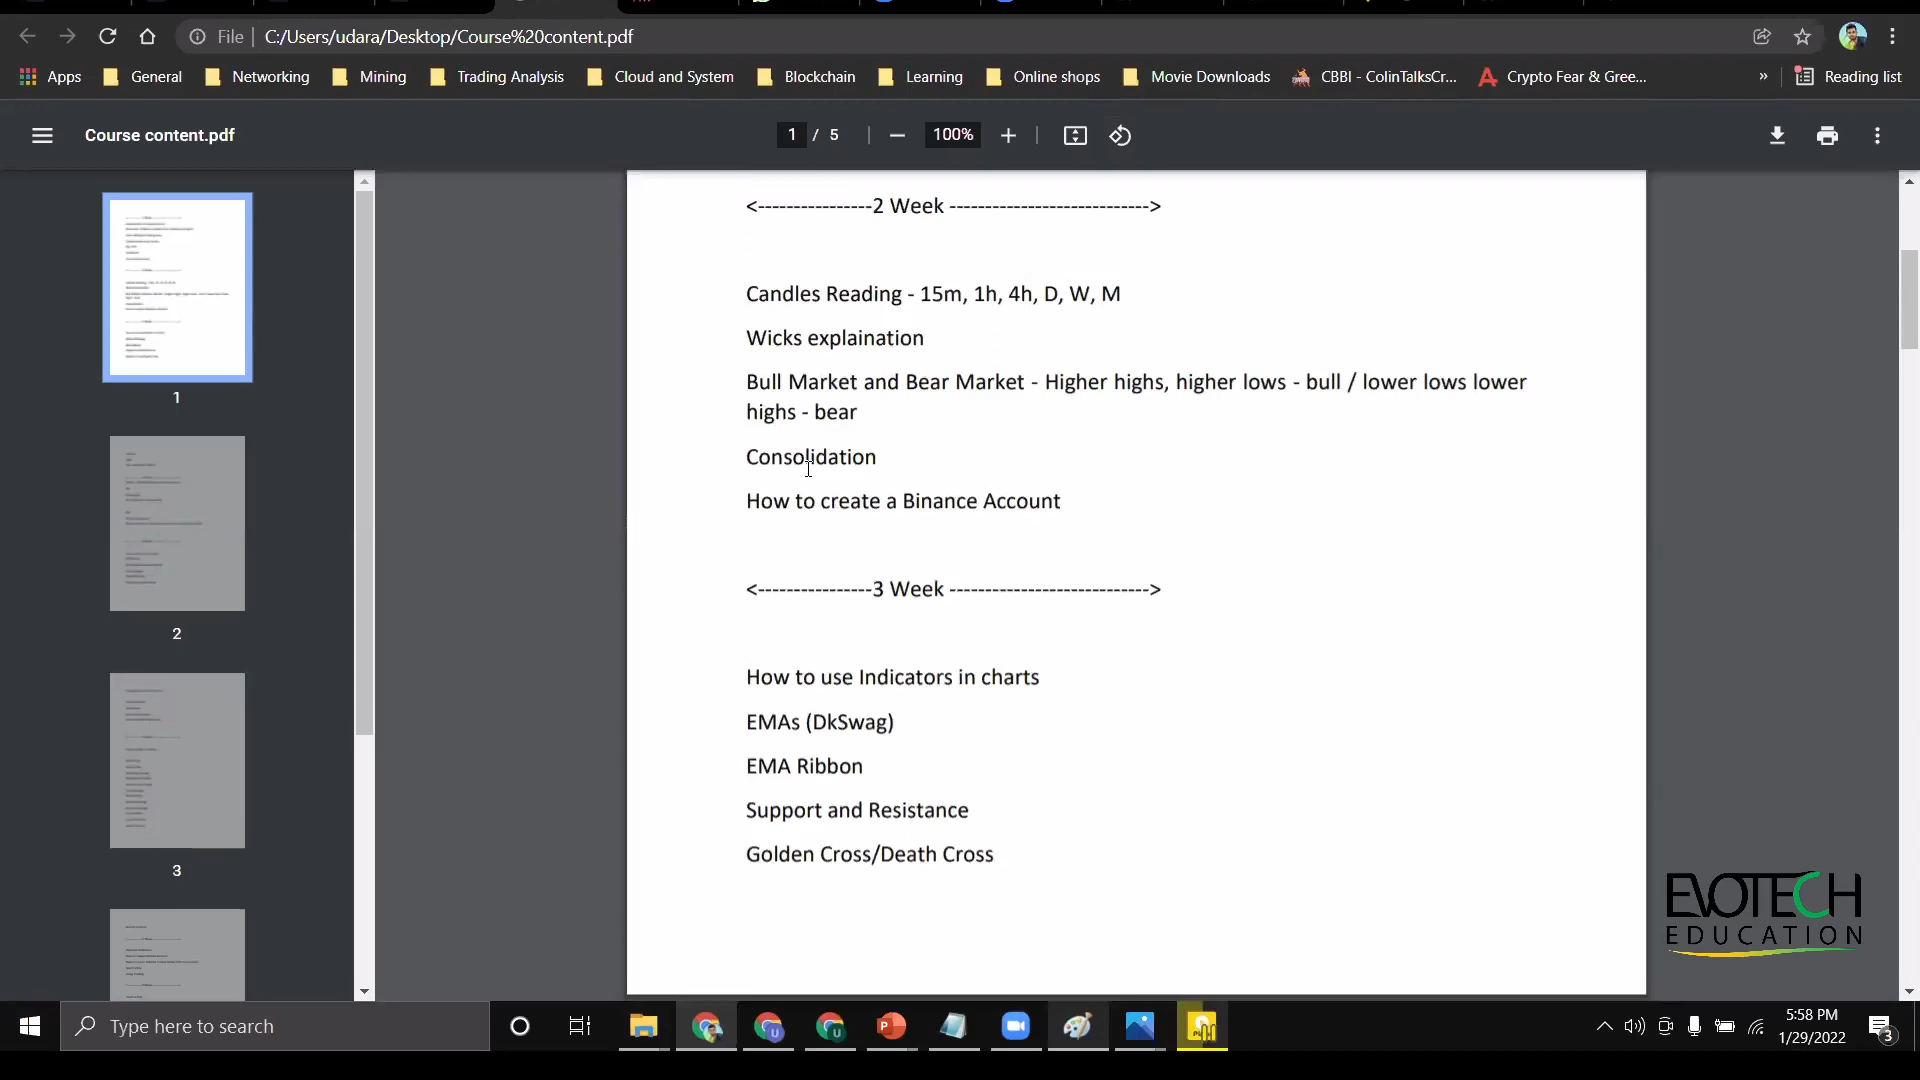 File
C:/Users/udara/Desktop/Course%20content.pdf
Apps
General
Networking
Mining
Trading Analysis
Cloud and System
Blockchain
Learning
Online shops
Movie Downloads
CBBI - ColinTalksCr...
Crypto Fear & Gree...
»
Reading list
Course content.pdf
1 / 5
100%
<----------------2 Week ---------------------------->
Candles Reading - 15m, 1h, 4h, D, W, M
Wicks explaination
Bull Market and Bear Market - Higher highs, higher lows - bull / lower lows lower
highs - bear
Consolidation
How to create a Binance Account
<----------------3 Week ---------------------------->
How to use Indicators in charts
EMAs (DkSwag)
EMA Ribbon
Support and Resistance
Golden Cross/Death Cross
1
2
3
EVOTECH
EDUCATION
Type here to search
5:58 PM
1/29/2022
3